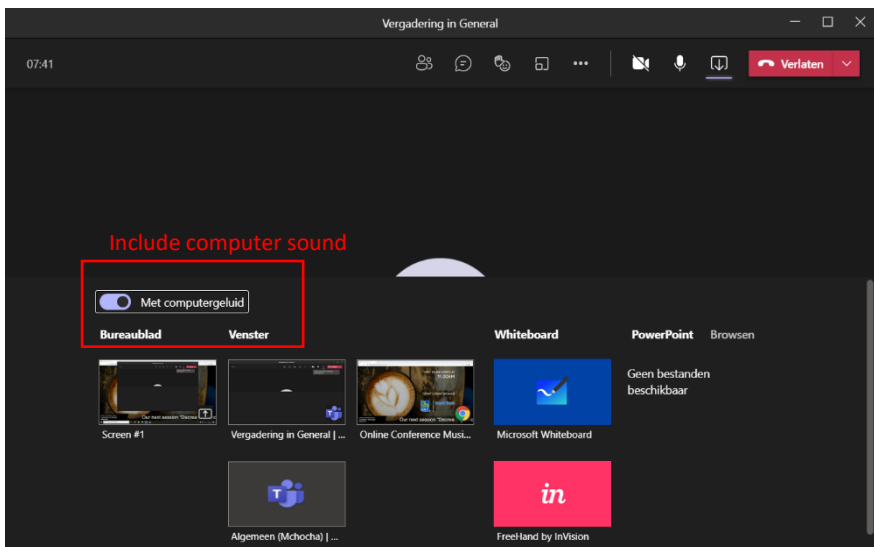 Vergadering in General
07:41
Verlaten
Include computer sound
Met computergeluid
Bureaublad
Venster
Whiteboard
PowerPoint
Browsen
Geen bestanden
beschikbaar
Screen #1
Vergadering in General | ...
Online Conference Musi...
Microsoft Whiteboard
in
Algemeen (Mchocha) | ...
FreeHand by InVision